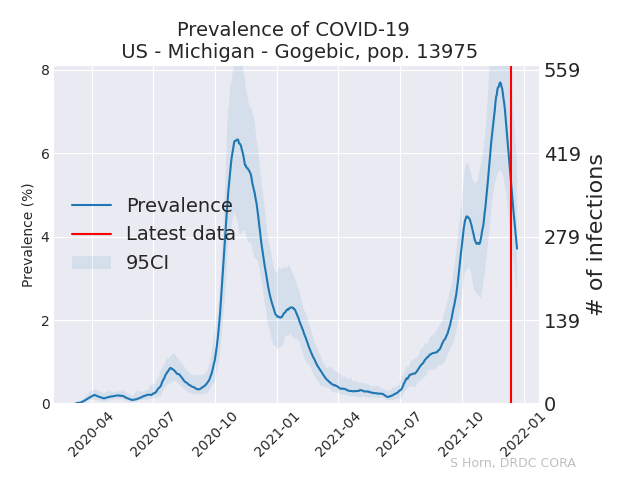 Prevalence of COVID-19
US - Michigan - Gogebic, pop. 13975
8
6
4
2
0
Prevalence (%)
559
419
279
139
0
# of infections
Prevalence
Latest data
95CI
2020-04
2020-07
2020-10
2021-01
2021-04
2021-07
2021-10
2022-01
S Horn, DRDC CORA